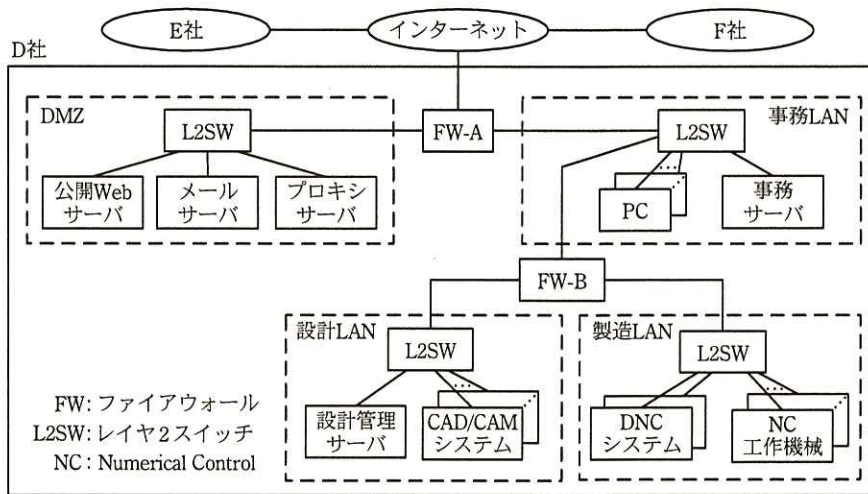 E社
インターネット
F社
D社
DMZ
L2SW
公開Web
サーバ
メール
サーバ
プロキシ
サーバ
FW-A
事務LAN
L2SW
PC
事務
サーバ
FW-B
設計LAN
L2SW
設計管理
サーバ
CAD/CAM
システム
製造LAN
L2SW
DNC
システム
NC
工作機械
FW: ファイアウォール
L2SW: レイヤ2スイッチ
NC : Numerical Control